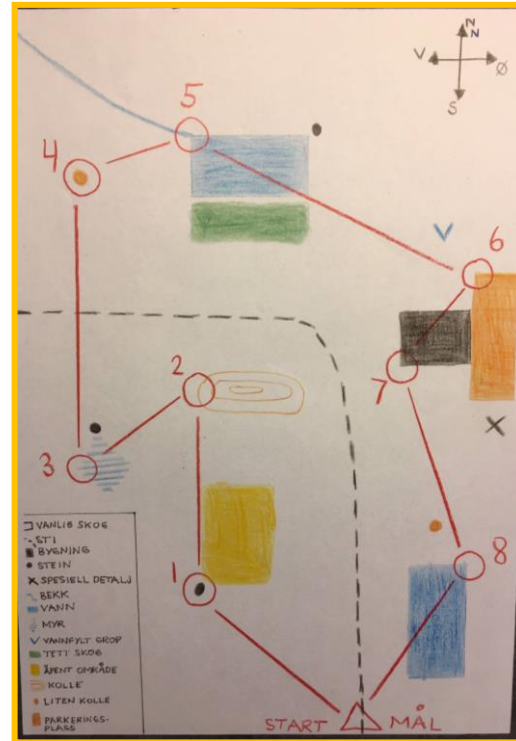 N
N
V
Ø
S
5
4
6
2
7
3
8
1
VANLIG SKOG
STI
BYGNING
STEIN
SPESIELL DETALJ
BEKK
VANN
MYR
VANNFYLT GROP
TETT SKOG
ÅPENT OMRÅDE
KOLLE
LITEN KOLLE
PARKERINGS-
PLASS
START MÅL